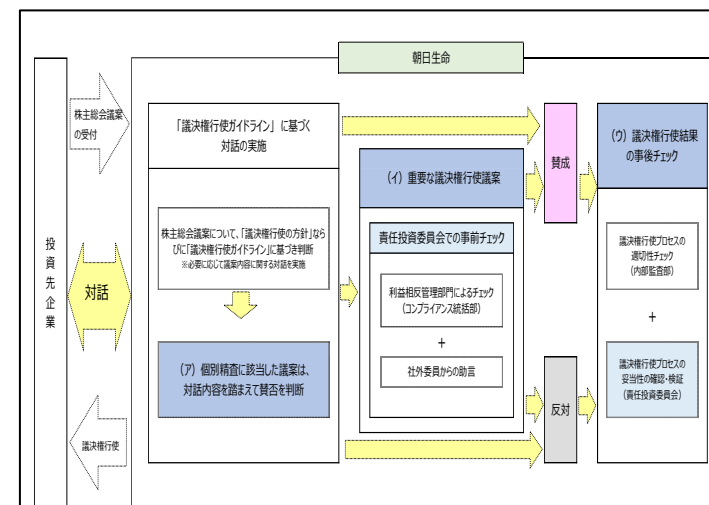 朝日生命
株主総会議案
の受付
投資先企業
対話
議決権行使
「議決権行使ガイドライン」に基づく
対話の実施
株主総会議案について、「議決権行使の方針」なら
びに「議決権行使ガイドライン」に基づき判断
※必要に応じて議案内容に関する対話を実施
(ア)個別精査に該当した議案は、
対話内容を踏まえて賛否を判断
(イ)重要な議決権行使議案
責任投資委員会での事前チェック
利益相反管理部門によるチェック
(コンプライアンス統括部)
+
社外委員からの助言
賛成
反対
(ウ)議決権行使結果
の事後チェック
議決権行使プロセスの
適切性チェック
(内部監査部)
+
議決権行使プロセスの
妥当性の確認・検証
(責任投資委員会)